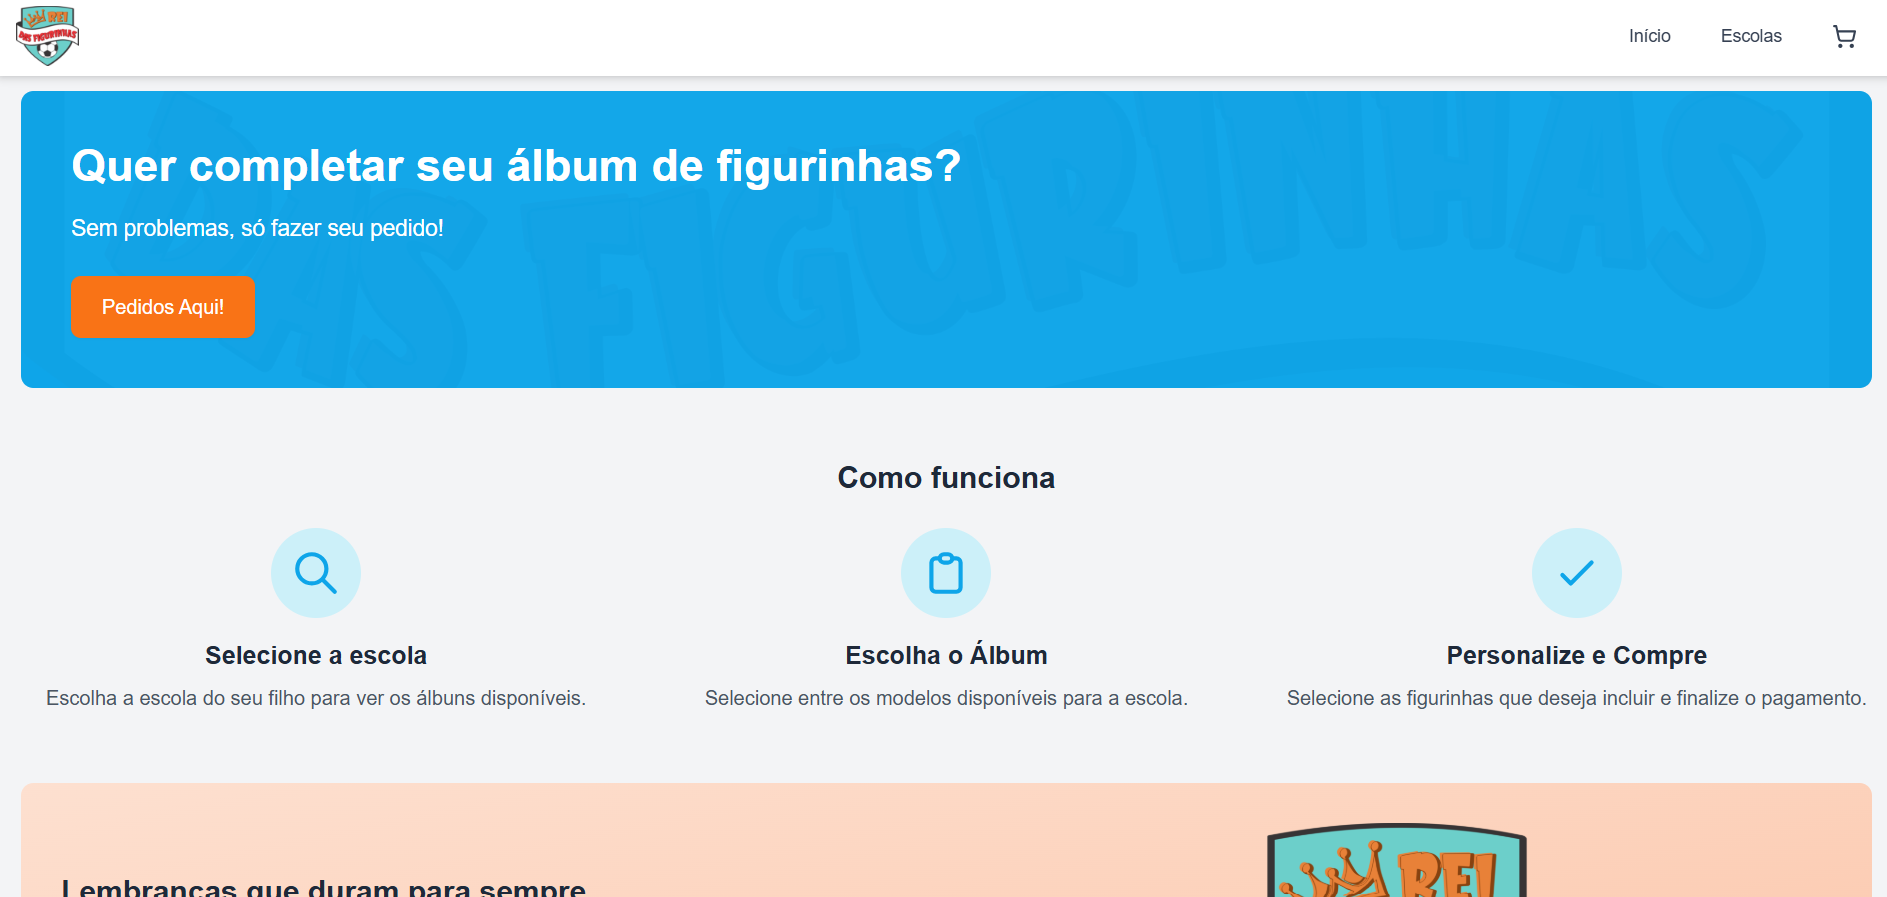 REI
DAS FIGURINHAS
Início
Escolas
DAS FIGURINHAS
Quer completar seu álbum de figurinhas?
Sem problemas, só fazer seu pedido!
Pedidos Aqui!
Como funciona
Selecione a escola
Escolha a escola do seu filho para ver os álbuns disponíveis.
Escolha o Álbum
Selecione entre os modelos disponíveis para a escola.
Personalize e Compre
Selecione as figurinhas que deseja incluir e finalize o pagamento.
Lembranças que duram para sempre
REI